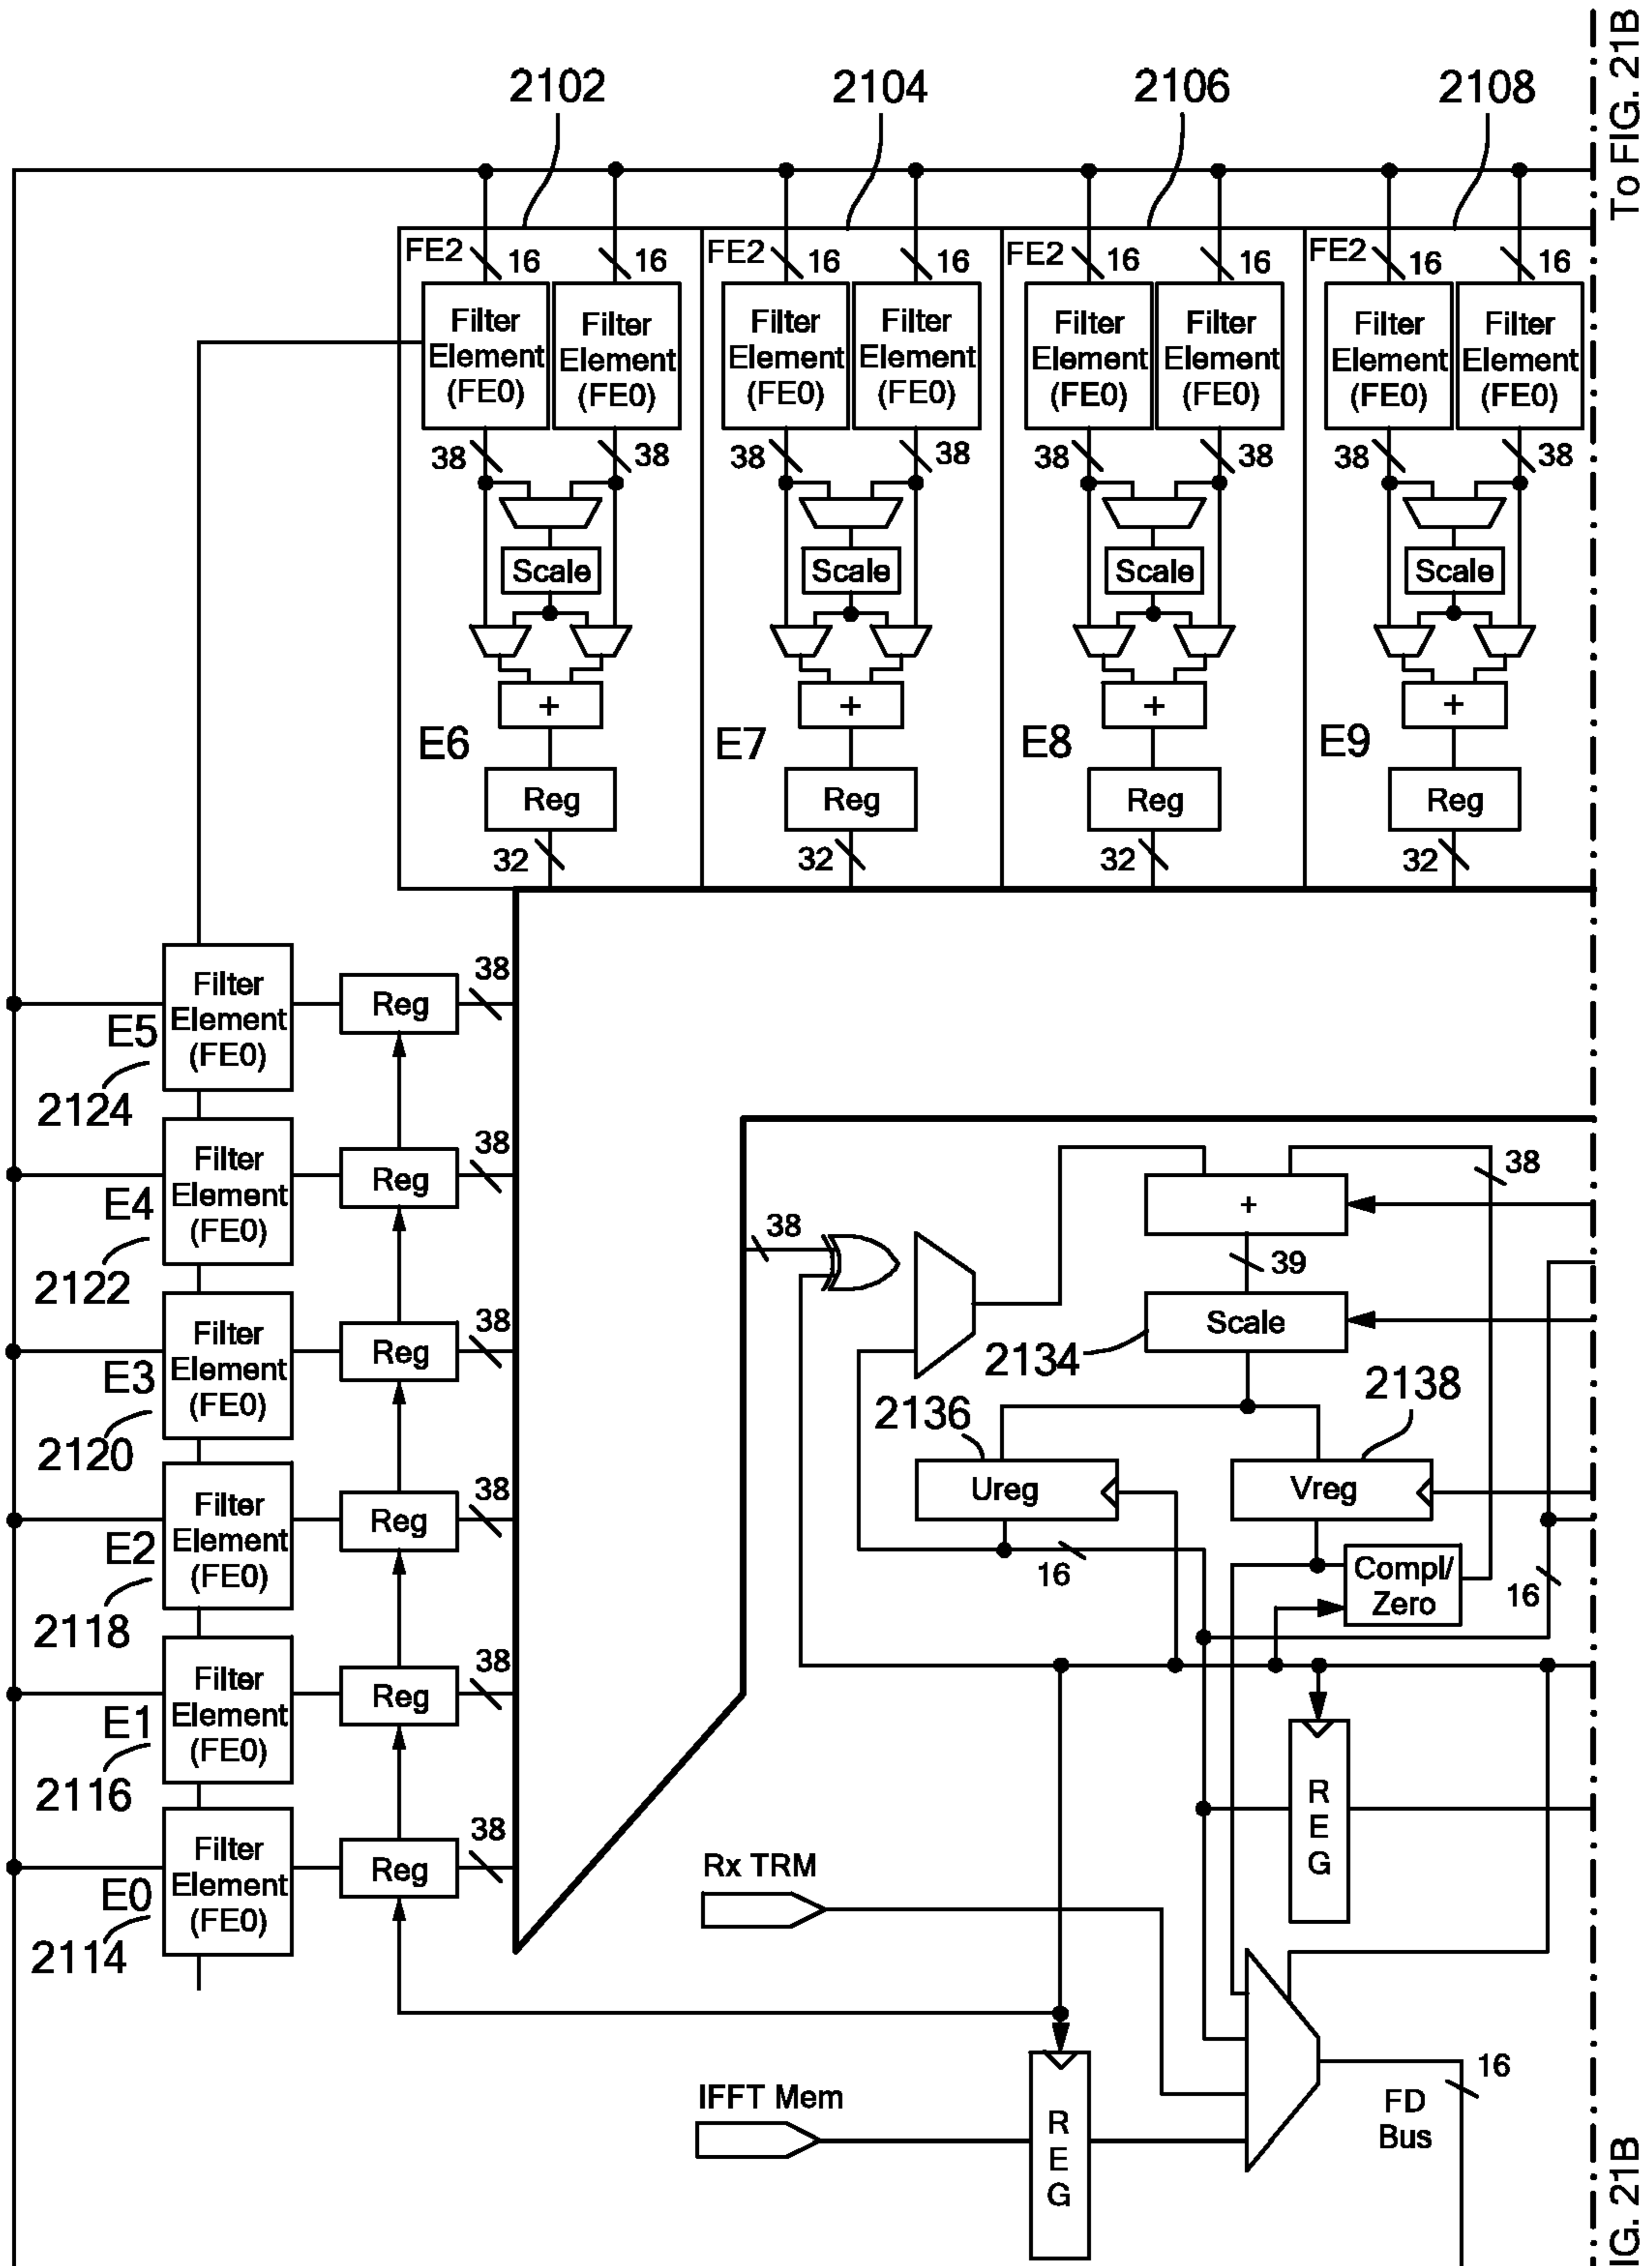 To FIG. 21B
2102 2104 2106 2108
FE2 16 16 FE2 16 16 FE2 16 16 FE2 16 16
Filter Filter Filter Filter Filter Filter Filter Filter
Element Element Element Element Element Element Element Element
(FE0) (FE0) (FE0) (FE0) (FE0) (FE0) (FE0) (FE0)
38 38 38 38 38 38 38 38
Scale Scale Scale Scale
+ + + +
E6 E7 E8 E9
Reg Reg Reg Reg
32 32 32 32
Filter
Element
(FE0)
E5
2124
Reg
38
Filter
Element
(FE0)
E4
2122
Reg
38
Filter
Element
(FE0)
E3
2120
Reg
38
Filter
Element
(FE0)
E2
2118
Reg
38
Filter
Element
(FE0)
E1
2116
Reg
38
Filter
Element
(FE0)
E0
2114
Reg
38
38
+
38
39
Scale
2134
2136
2138
Ureg
Vreg
16
Compl/
Zero
16
R
E
G
Rx TRM
IFFT Mem
R
E
G
16
FD
Bus
IG. 21B